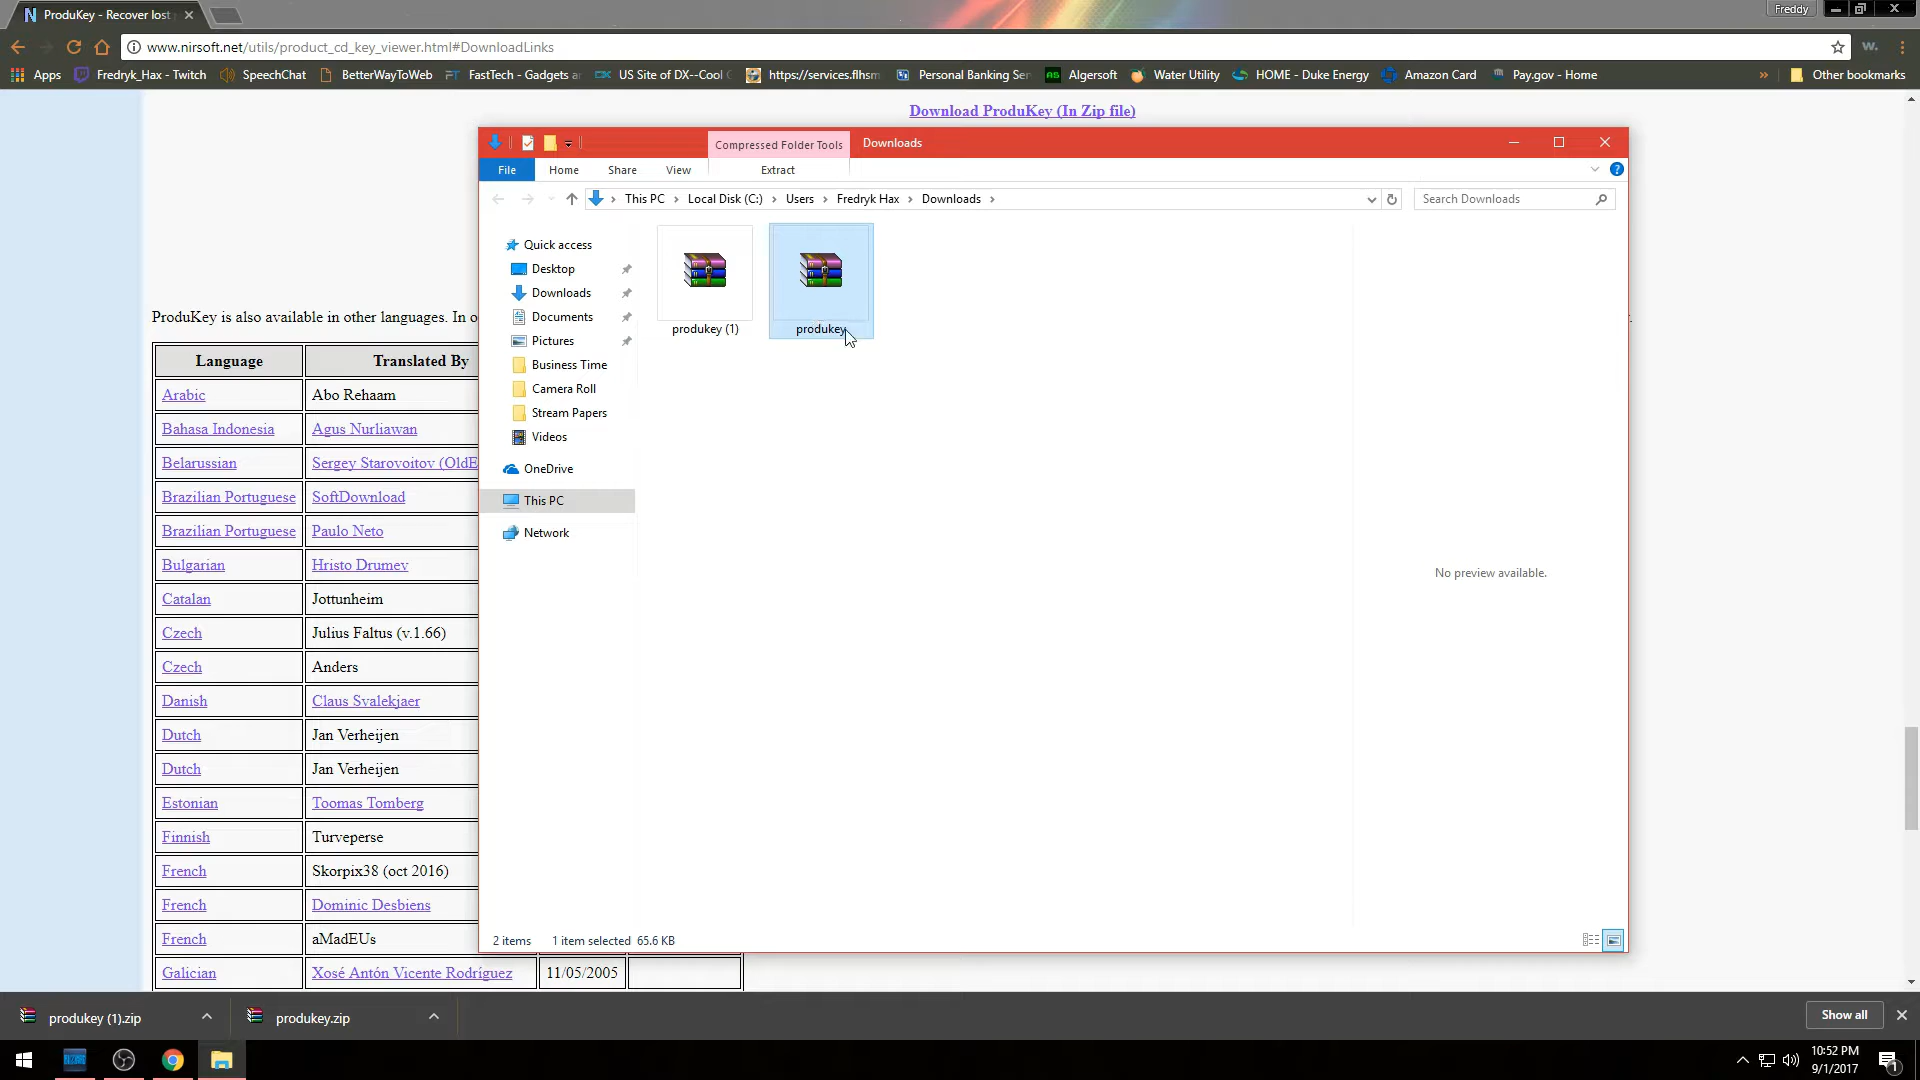 ProduKey - Recover lost
Freddy
www.nirsoft.net/utils/product_cd_key_viewer.html#DownloadLinks
Apps
Fredryk_Hax - Twitch
SpeechChat
BetterWayToWeb
FastTech - Gadgets a
US Site of DX--Cool
https://services.flhsm
Personal Banking Ser
Algersoft
Water Utility
HOME - Duke Energy
Amazon Card
Pay.gov - Home
»
Other bookmarks
Download ProduKey (In Zip file)
Compressed Folder Tools
Downloads
File
Home
Share
View
Extract
This PC > Local Disk (C:) > Users > Fredryk Hax > Downloads >
Search Downloads
Quick access
Desktop
Downloads
Documents
Pictures
Business Time
Camera Roll
Stream Papers
Videos
OneDrive
This PC
Network
produkey (1)
produkey
No preview available.
2 items 1 item selected 65.6 KB
ProduKey is also available in other languages. In o
Language Translated By
Arabic Abo Rehaam
Bahasa Indonesia Agus Nurliawan
Belarussian Sergey Starovoitov (OldE
Brazilian Portuguese SoftDownload
Brazilian Portuguese Paulo Neto
Bulgarian Hristo Drumev
Catalan Jottunheim
Czech Julius Faltus (v.1.66)
Czech Anders
Danish Claus Svalekjaer
Dutch Jan Verheijen
Dutch Jan Verheijen
Estonian Toomas Tomberg
Finnish Turveperse
French Skorpix38 (oct 2016)
French Dominic Desbiens
French aMadEUs
Galician Xosé Antón Vicente Rodríguez 11/05/2005
produkey (1).zip
produkey.zip
Show all
10:52 PM
9/1/2017
1